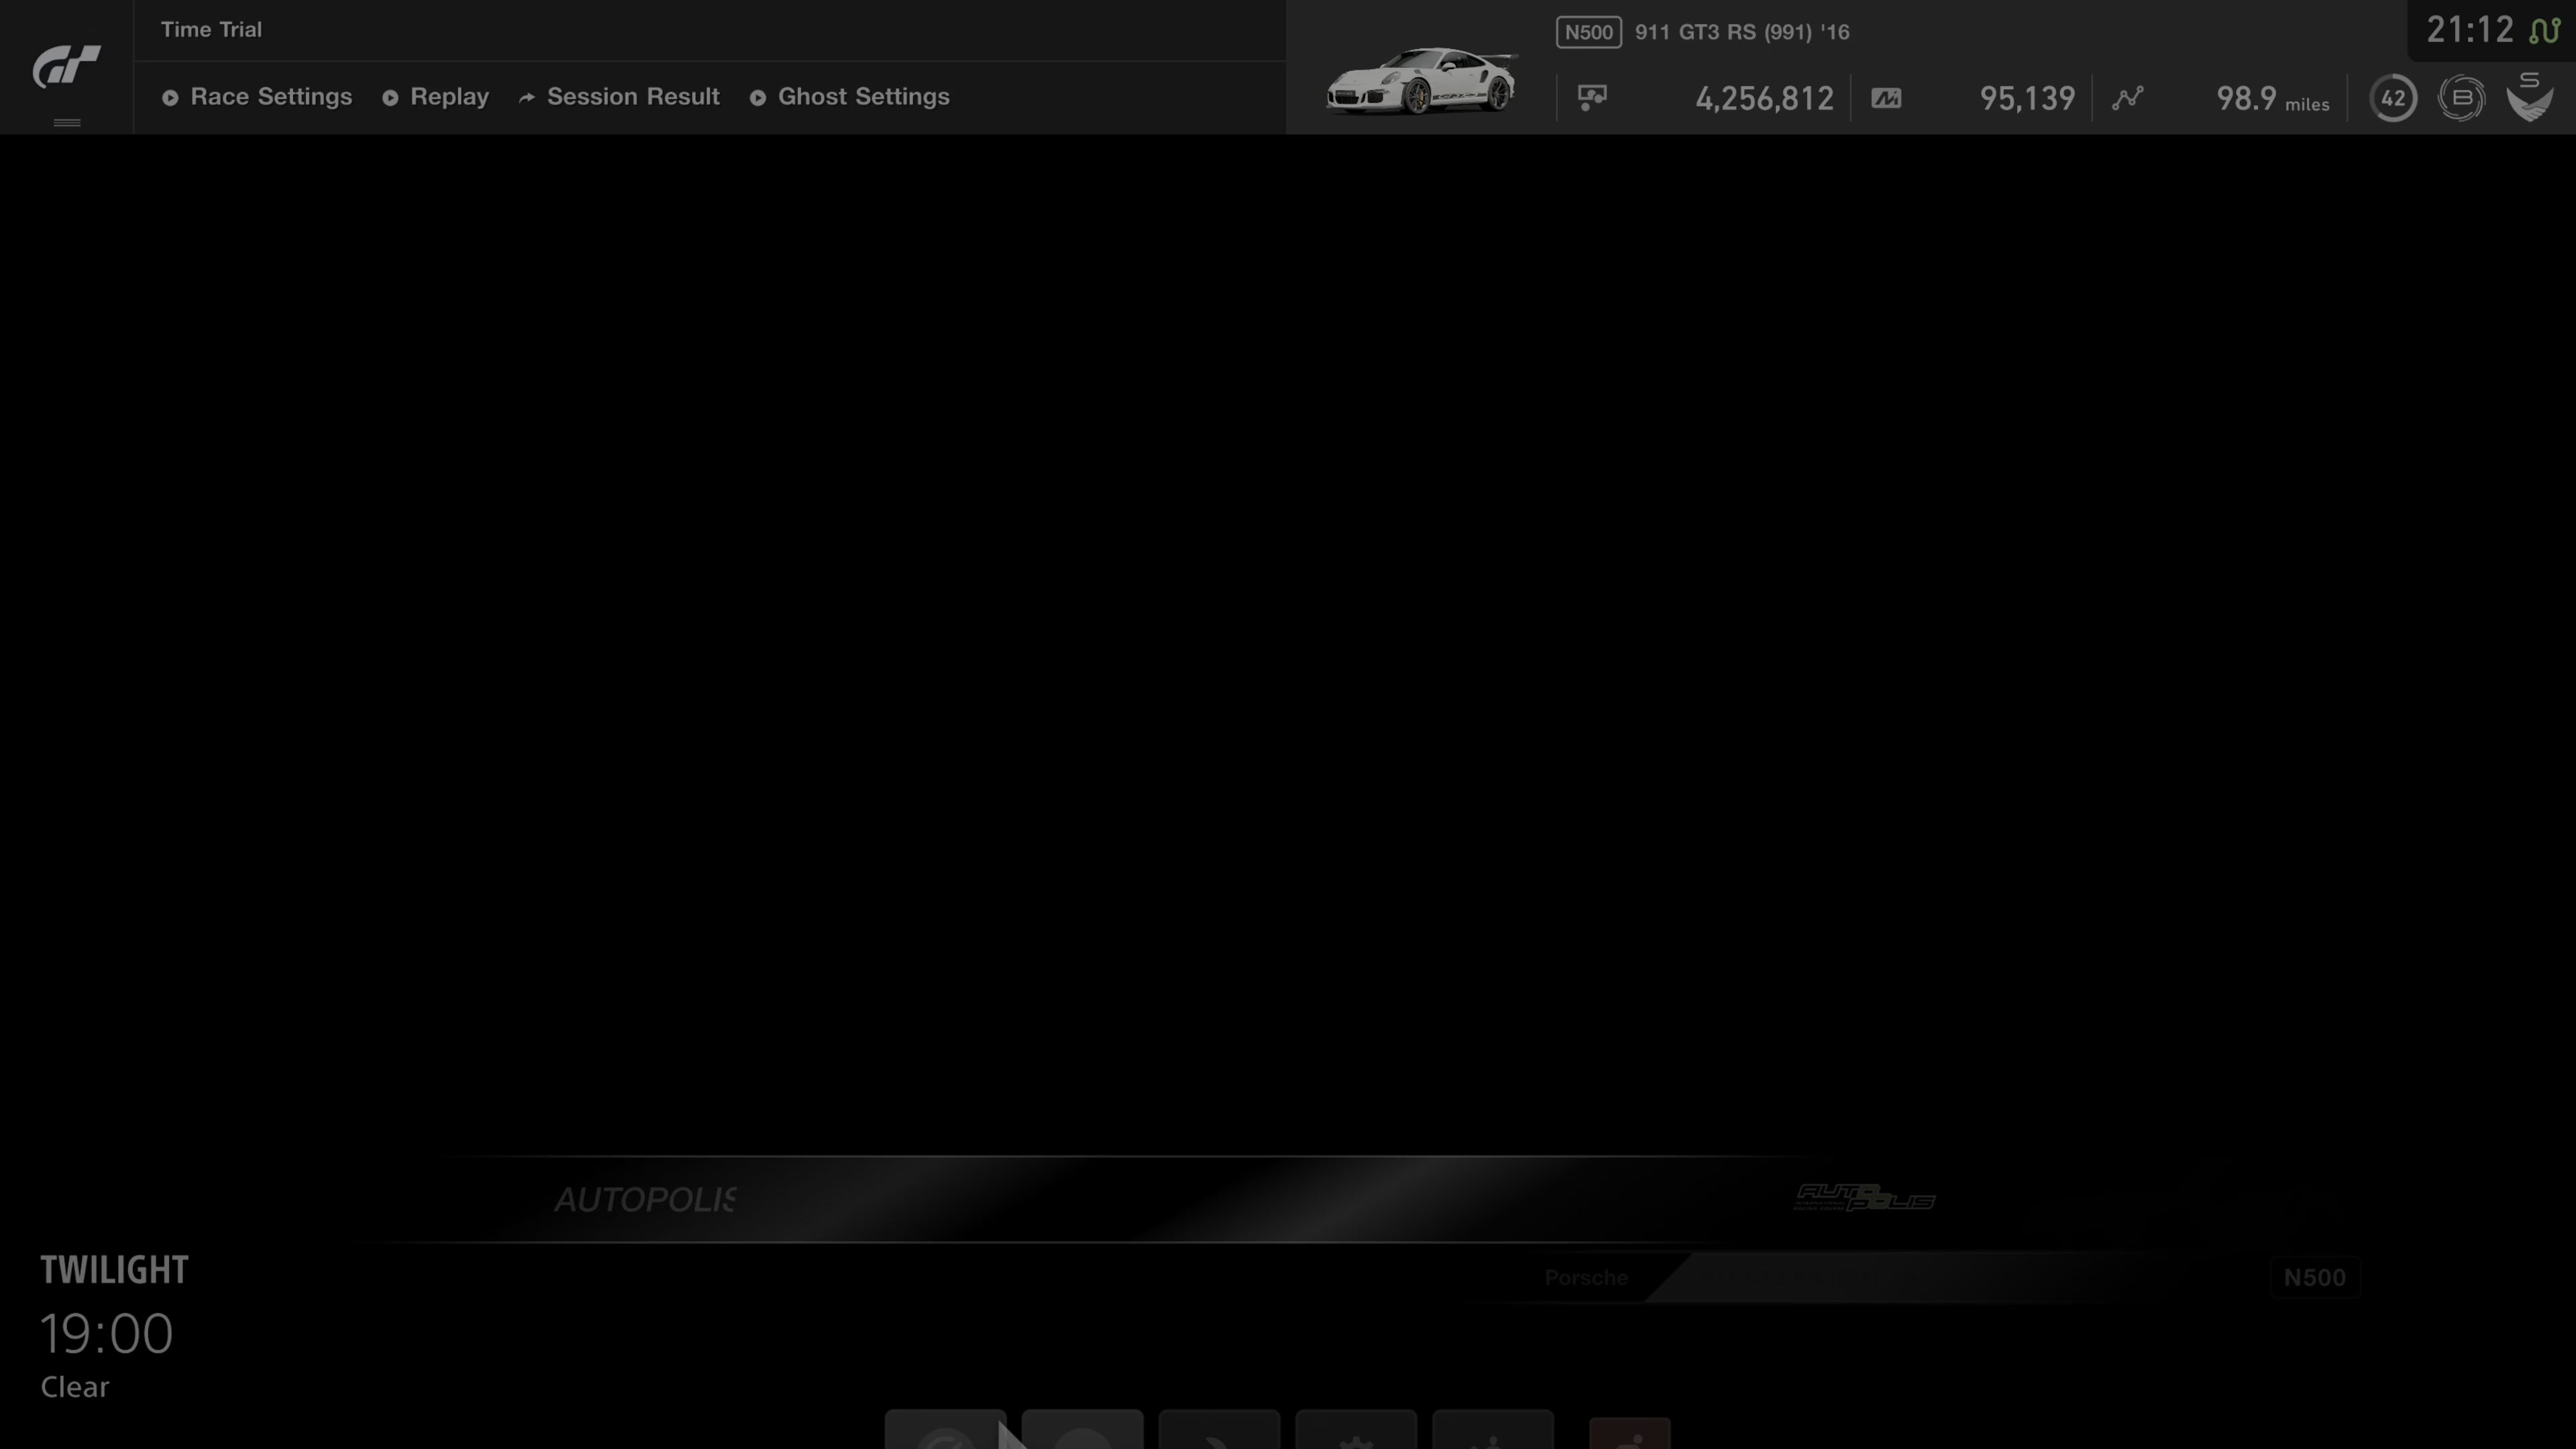 Time Trial
Race Settings Replay Session Result Ghost Settings
N500 911 GT3 RS (991) '16
4,256,812 95,139 98.9 miles 42 B S
21:12
AUTOPOLIS
AUTOPOLIS
Porsche
N500
TWILIGHT
19:00
Clear